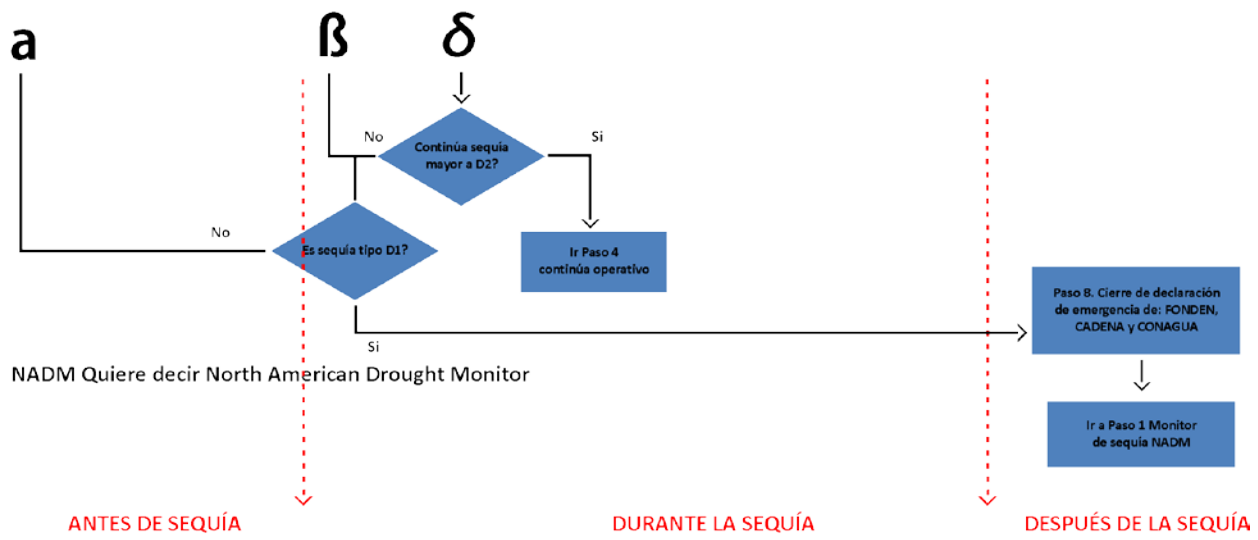 a
ß
δ
No
Continúa sequía
mayor a D2?
Si
No
Es sequía tipo D1?
Ir Paso 4
continúa operativo
Si
Paso 8. Cierre de declaración
de emergencia de: FONDEN,
CADENA y CONAGUA
NADM Quiere decir North American Drought Monitor
Ir a Paso 1 Monitor
de sequía NADM
ANTES DE SEQUÍA
DURANTE LA SEQUÍA
DESPUÉS DE LA SEQUÍA